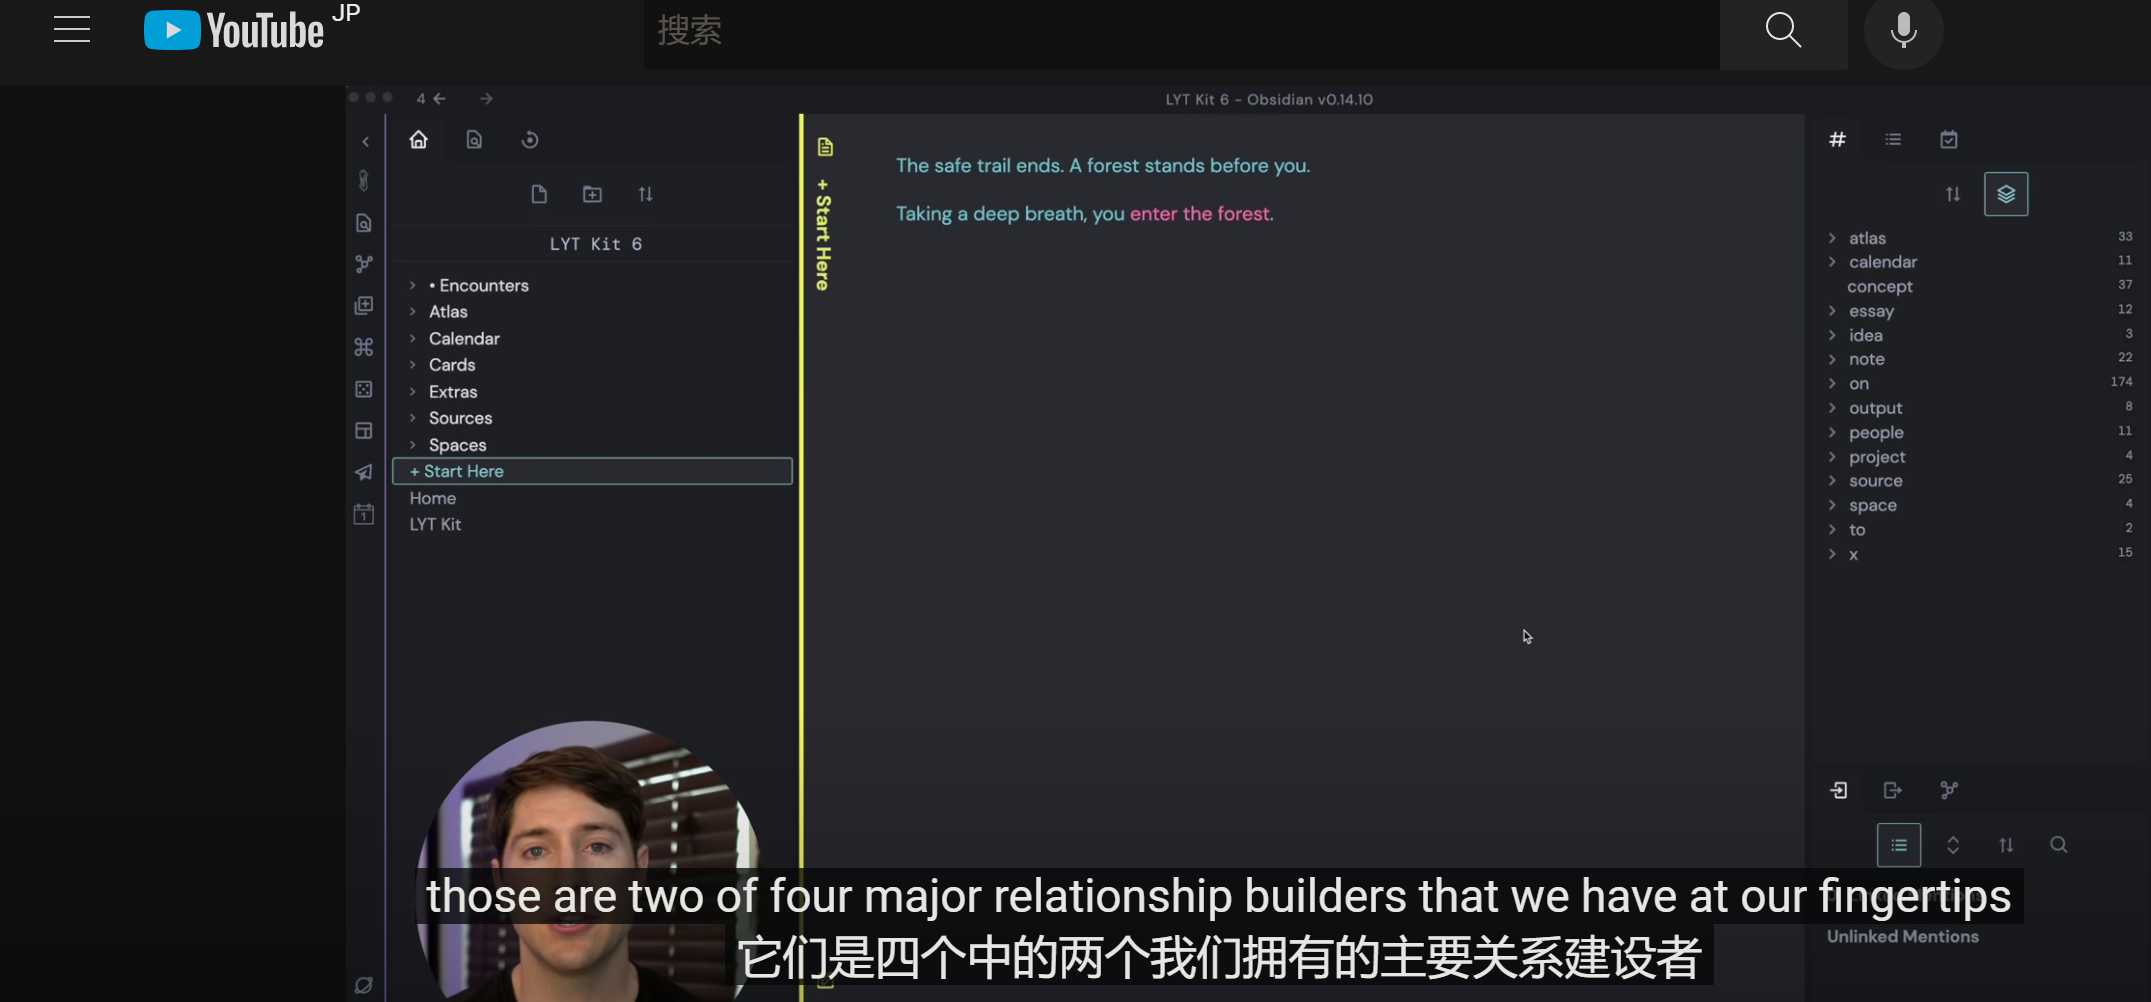 YouTube JP
搜索
4
LYT Kit 6 - Obsidian v0.14.10
LYT Kit 6
• Encounters
Atlas
Calendar
Cards
Extras
Sources
Spaces
+ Start Here
Home
LYT Kit
1
+ Start Here
The safe trail ends. A forest stands before you.
Taking a deep breath, you enter the forest.
atlas 33
calendar 11
concept 37
essay 12
idea 3
note 22
on 174
output 8
people 11
project 4
source 25
space 4
to 2
x 15
those are two of four major relationship builders that we have at our fingertips
Unlinked Mentions
它们是四个中的两个我们拥有的主要关系建设者